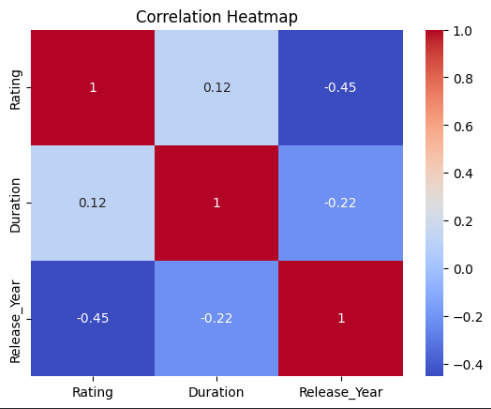 Correlation Heatmap
Rating
1
0.12
-0.45
Duration
0.12
1
-0.22
Release_Year
-0.45
-0.22
1
Rating
Duration
Release_Year
1.0
0.8
0.6
0.4
0.2
0.0
−0.2
−0.4